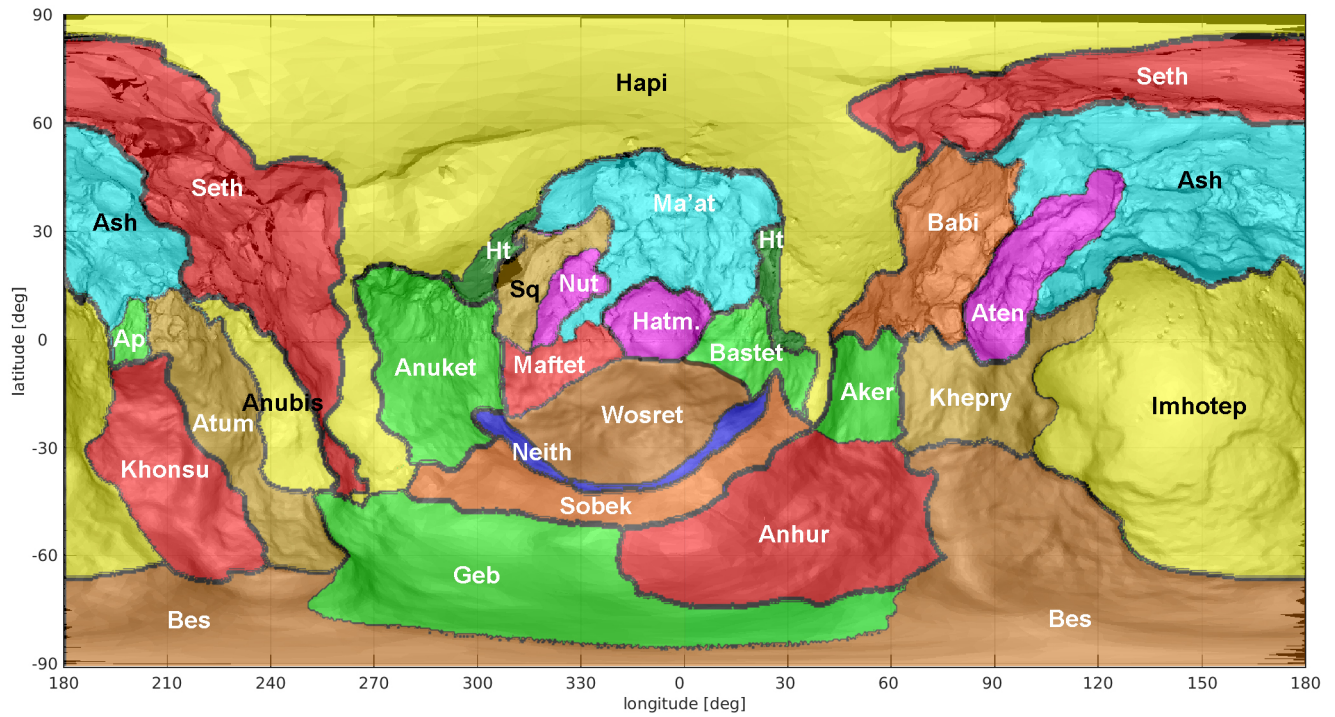 90
Hapi
Seth
60
Seth
Ash
Ash
Ma’at
Babi
30
Ht
Ht
Sq
Nut
Hatm.
Aten
Ap
0
Anuket
Maftet
Bastet
Aker
Khepry
Imhotep
Anubis
Atum
Wosret
-30
Khonsu
Neith
Sobek
Anhur
-60
Geb
Bes
Bes
-90
latitude [deg]
180 210 240 270 300 330 0 30 60 90 120 150 180
longitude [deg]